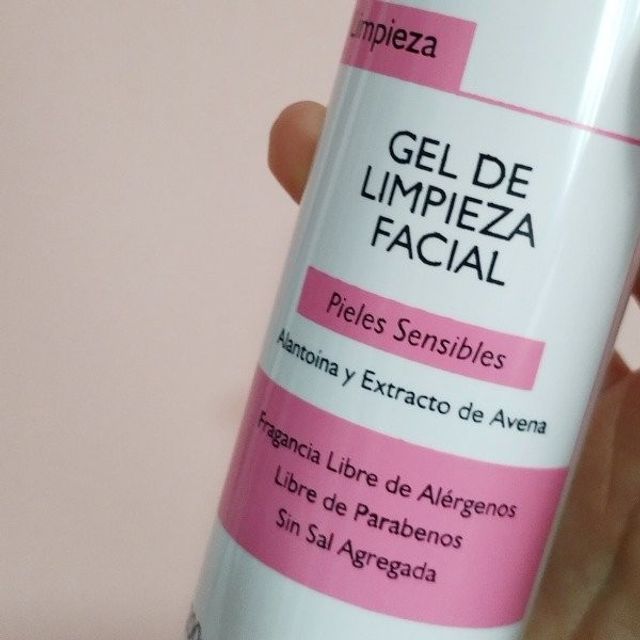 Limpieza
GEL DE
LIMPIEZA
FACIAL
Pieles Sensibles
Alantoína y Extracto de Avena
Fragancia Libre de Alérgenos
Libre de Parabenos
Sin Sal Agregada